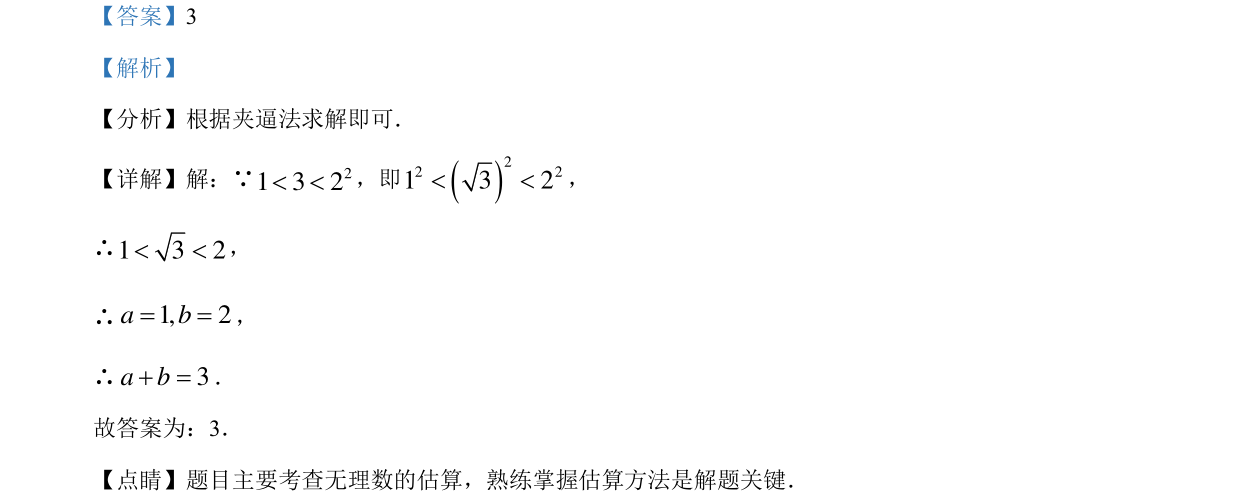 【答案】3
【解析】
【分析】根据夹逼法求解即可．
【详解】解：∵1<3<2²，即1²<(√3)²<2²，
∴1<√3<2，
∴a=1,b=2，
∴a+b=3．
故答案为：3．
【点睛】题目主要考查无理数的估算，熟练掌握估算方法是解题关键．